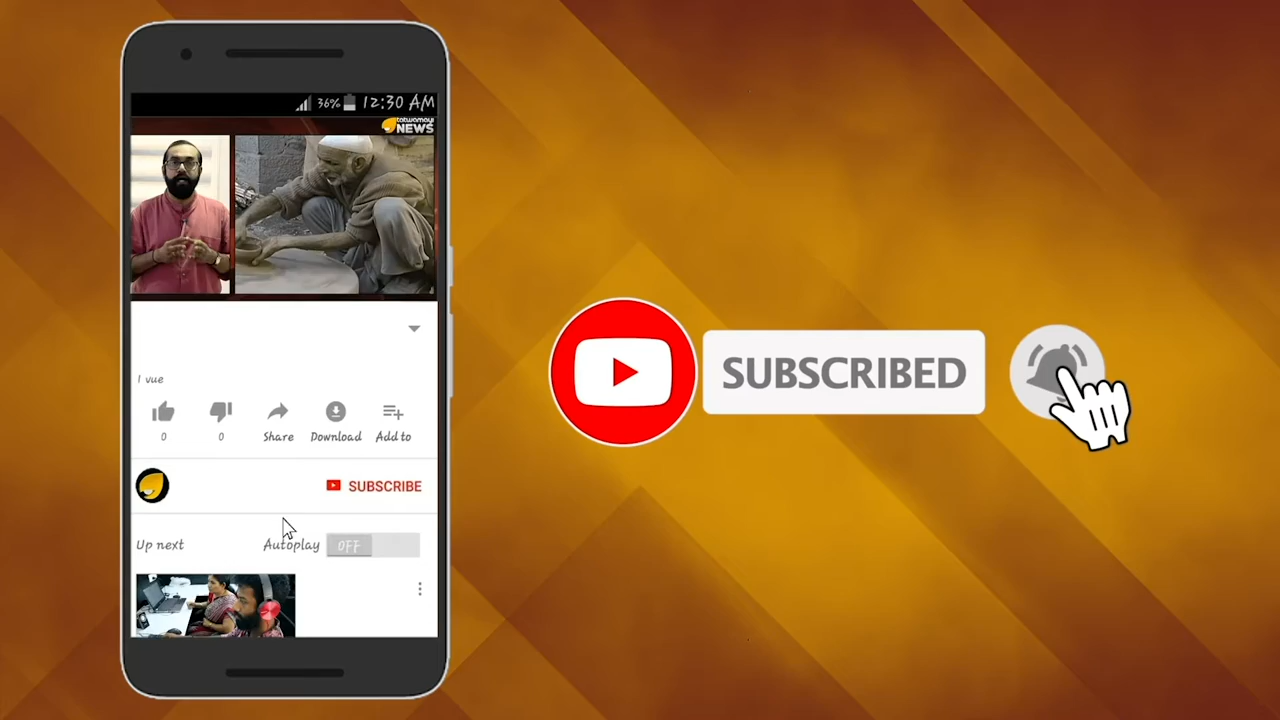 36% 12:30 AM
tatwamayi
NEWS
1 vue
0 0 Share Download Add to
SUBSCRIBE
Up next Autoplay OFF
SUBSCRIBED